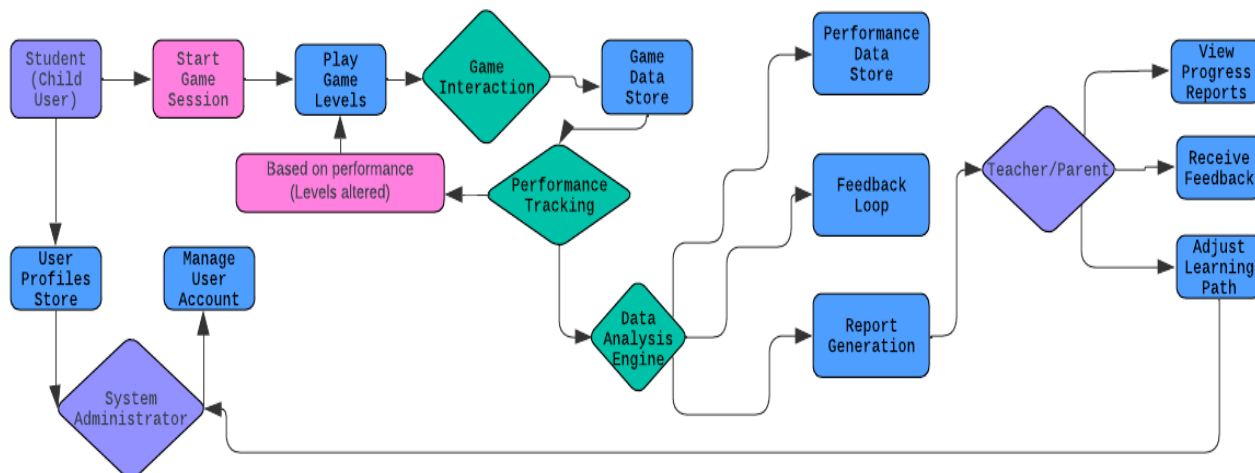 Student
(Child
User)
Start
Game
Session
Play
Game
Levels
Game
Interaction
Game
Data
Store
Performance
Data
Store
View
Progress
Reports
Based on performance
(Levels altered)
Performance
Tracking
Feedback
Loop
Teacher/Parent
Receive
Feedback
User
Profiles
Store
Manage
User
Account
Data
Analysis
Engine
Report
Generation
Adjust
Learning
Path
System
Administrator